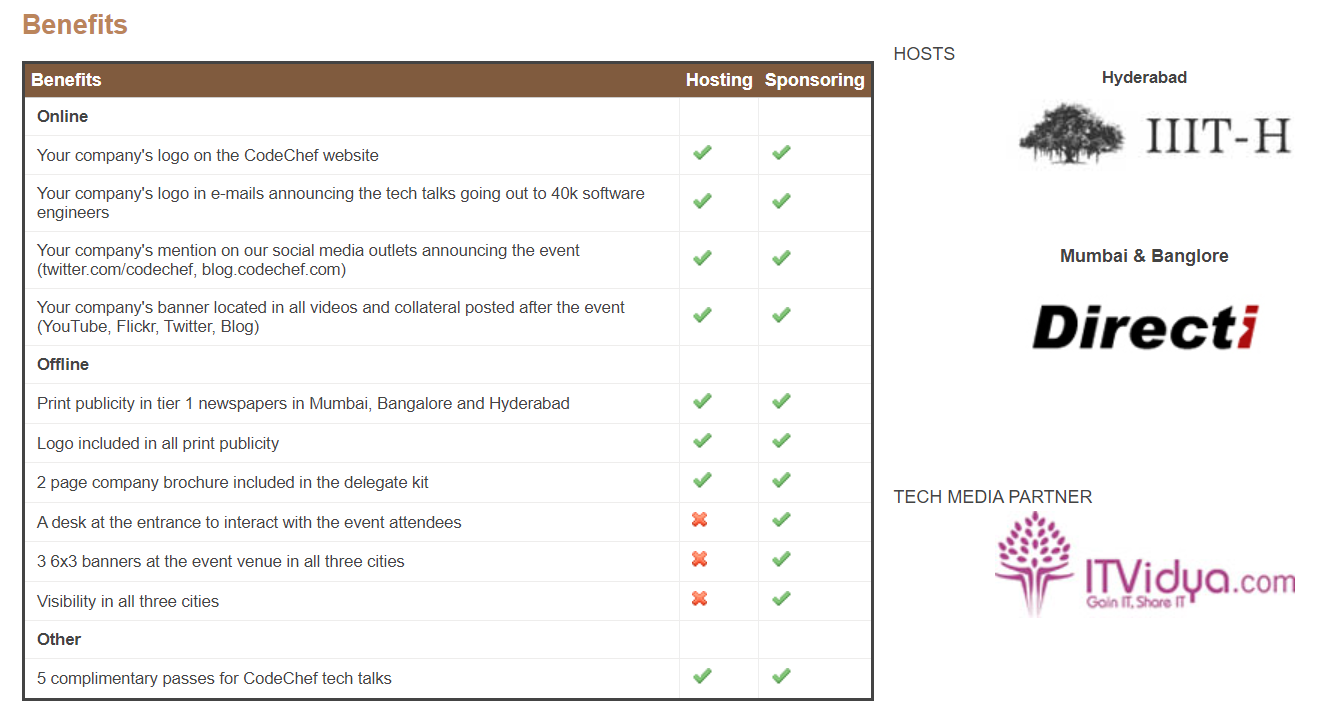 Benefits
Benefits Hosting Sponsoring
Online
Your company's logo on the CodeChef website
Your company's logo in e-mails announcing the tech talks going out to 40k software
engineers
Your company's mention on our social media outlets announcing the event
(twitter.com/codechef, blog.codechef.com)
Your company's banner located in all videos and collateral posted after the event
(YouTube, Flickr, Twitter, Blog)
Offline
Print publicity in tier 1 newspapers in Mumbai, Bangalore and Hyderabad
Logo included in all print publicity
2 page company brochure included in the delegate kit
A desk at the entrance to interact with the event attendees
3 6x3 banners at the event venue in all three cities
Visibility in all three cities
Other
5 complimentary passes for CodeChef tech talks
HOSTS
Hyderabad
IIIT-H
Mumbai & Banglore
Directi
TECH MEDIA PARTNER
ITVidya.com
Gain IT, Share IT